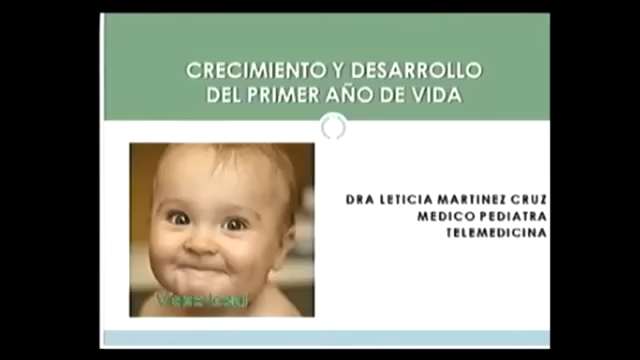 CRECIMIENTO Y DESARROLLO
DEL PRIMER AÑO DE VIDA
DRA LETICIA MARTINEZ CRUZ
MEDICO PEDIATRA
TELEMEDICINA